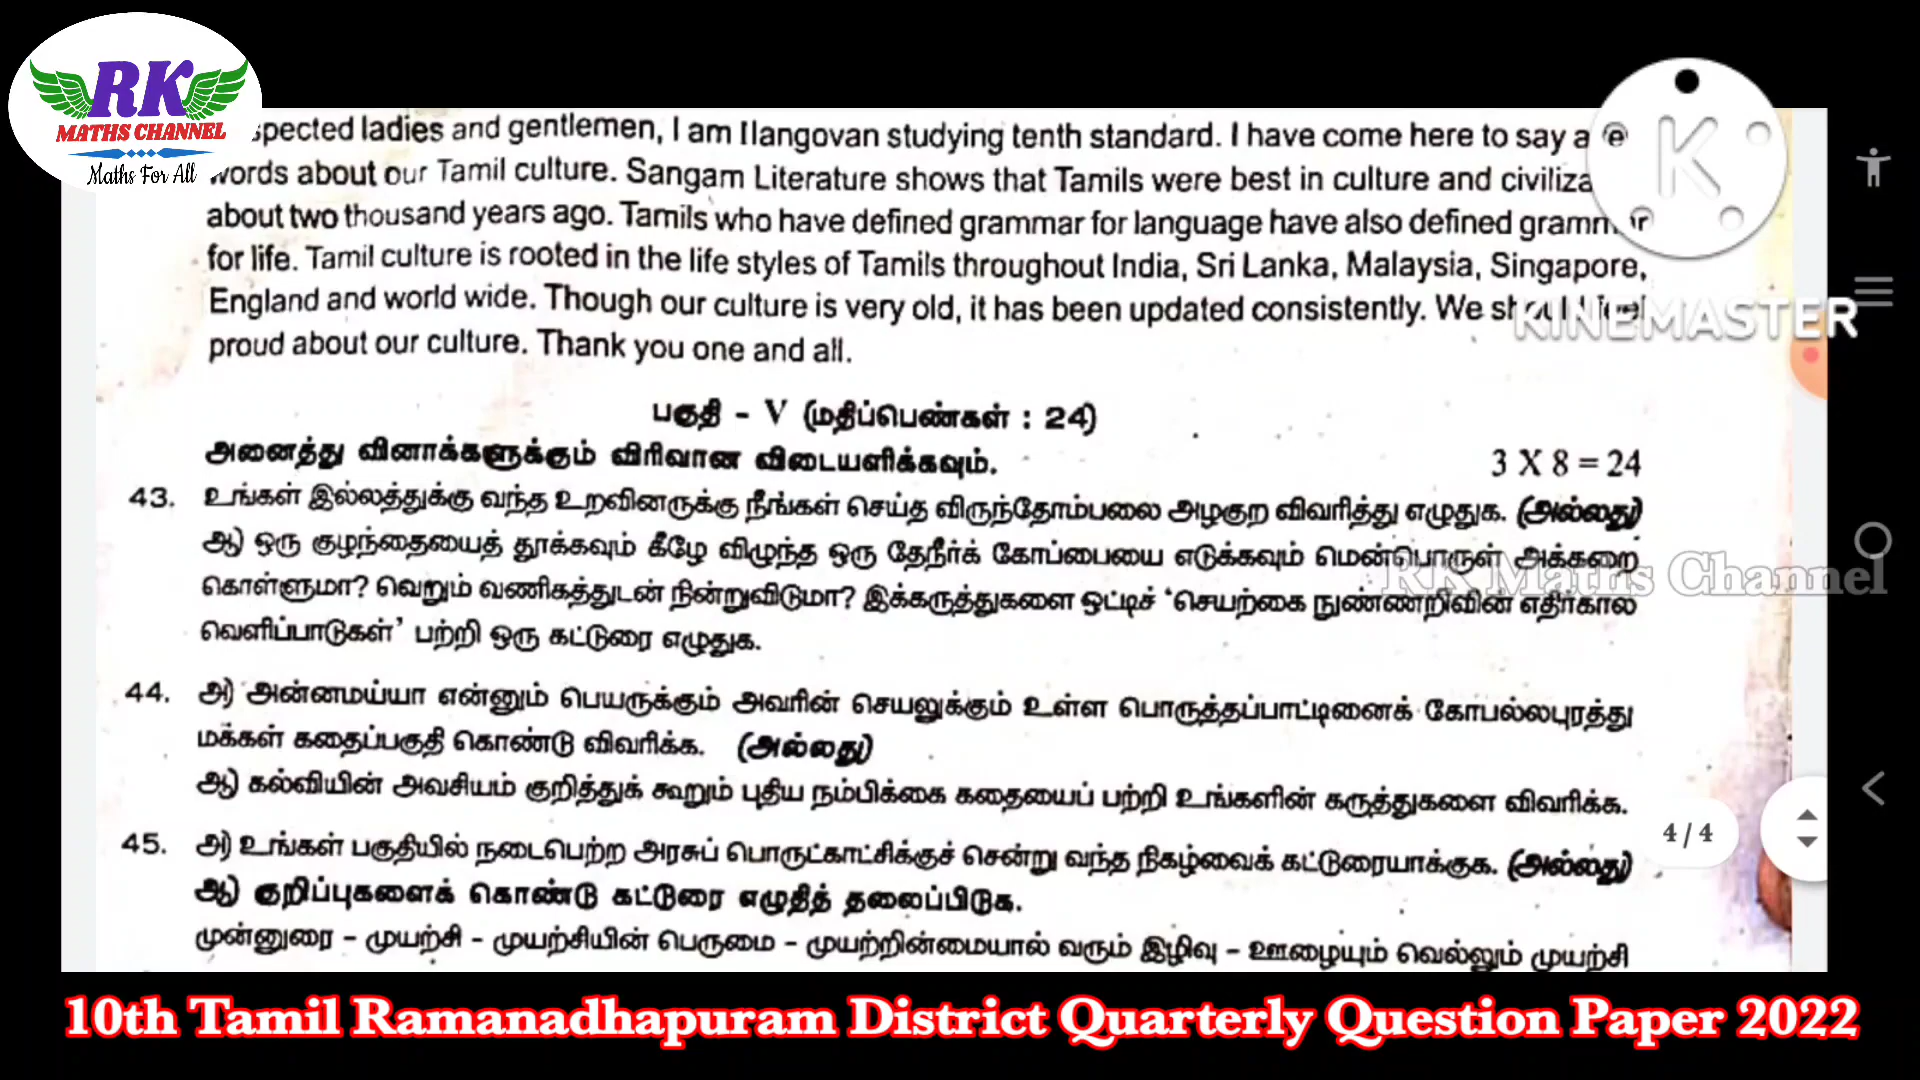 RK
MATHS CHANNEL
Maths For All
spected ladies and gentlemen, I am Ilangovan studying tenth standard. I have come here to say a
words about our Tamil culture. Sangam Literature shows that Tamils were best in culture and civiliza
about two thousand years ago. Tamils who have defined grammar for language have also defined grammar
for life. Tamil culture is rooted in the life styles of Tamils throughout India, Sri Lanka, Malaysia, Singapore,
England and world wide. Though our culture is very old, it has been updated consistently. We should feel
proud about our culture. Thank you one and all.
K
KINEMASTER
பகுதி - V (மதிப்பெண்கள் : 24)
அனைத்து வினாக்களுக்கும் விரிவான விடையளிக்கவும். 3 X 8 = 24
43. உங்கள் இல்லத்துக்கு வந்த உறவினருக்கு நீங்கள் செய்த விருந்தோம்பலை அழகுற விவரித்து எழுதுக. (அல்லது)
ஆ) ஒரு குழந்தையைத் தூக்கவும் கீழே விழுந்த ஒரு தேநீர்க் கோப்பையை எடுக்கவும் மென்பொருள் அக்கறை
கொள்ளுமா? வெறும் வணிகத்துடன் நின்றுவிடுமா? இக்கருத்துகளை ஒட்டிச் ‘செயற்கை நுண்ணறிவின் எதிர்கால
வெளிப்பாடுகள்’ பற்றி ஒரு கட்டுரை எழுதுக.
RK Maths Channel
44. அ) அன்னமய்யா என்னும் பெயருக்கும் அவரின் செயலுக்கும் உள்ள பொருத்தப்பாட்டினைக் கோபல்லபுரத்து
மக்கள் கதைப்பகுதி கொண்டு விவரிக்க. (அல்லது)
ஆ) கல்வியின் அவசியம் குறித்துக் கூறும் புதிய நம்பிக்கை கதையைப் பற்றி உங்களின் கருத்துகளை விவரிக்க.
4 / 4
45. அ) உங்கள் பகுதியில் நடைபெற்ற அரசுப் பொருட்காட்சிக்குச் சென்று வந்த நிகழ்வைக் கட்டுரையாக்குக. (அல்லது)
ஆ) குறிப்புகளைக் கொண்டு கட்டுரை எழுதித் தலைப்பிடுக.
முன்னுரை - முயற்சி - முயற்சியின் பெருமை - முயற்றின்மையால் வரும் இழிவு - ஊழையும் வெல்லும் முயற்சி
10th Tamil Ramanadhapuram District Quarterly Question Paper 2022